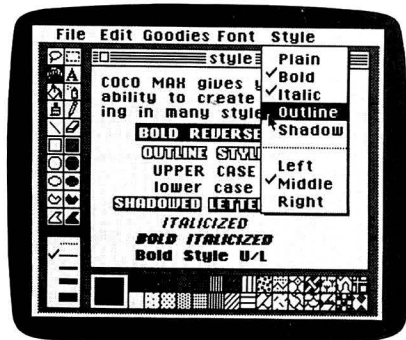 File Edit Goodies Font Style
style
Plain
Bold
Italic
Outline
Shadow
Left
Middle
Right
COCO MAX gives y
ability to create
ing in many style
BOLD REVERSE
OUTLINE STYL
UPPER CASE
lower case
SHADOWED LETTE
ITALICIZED
BOLD ITALICIZED
Bold Style U/L
A